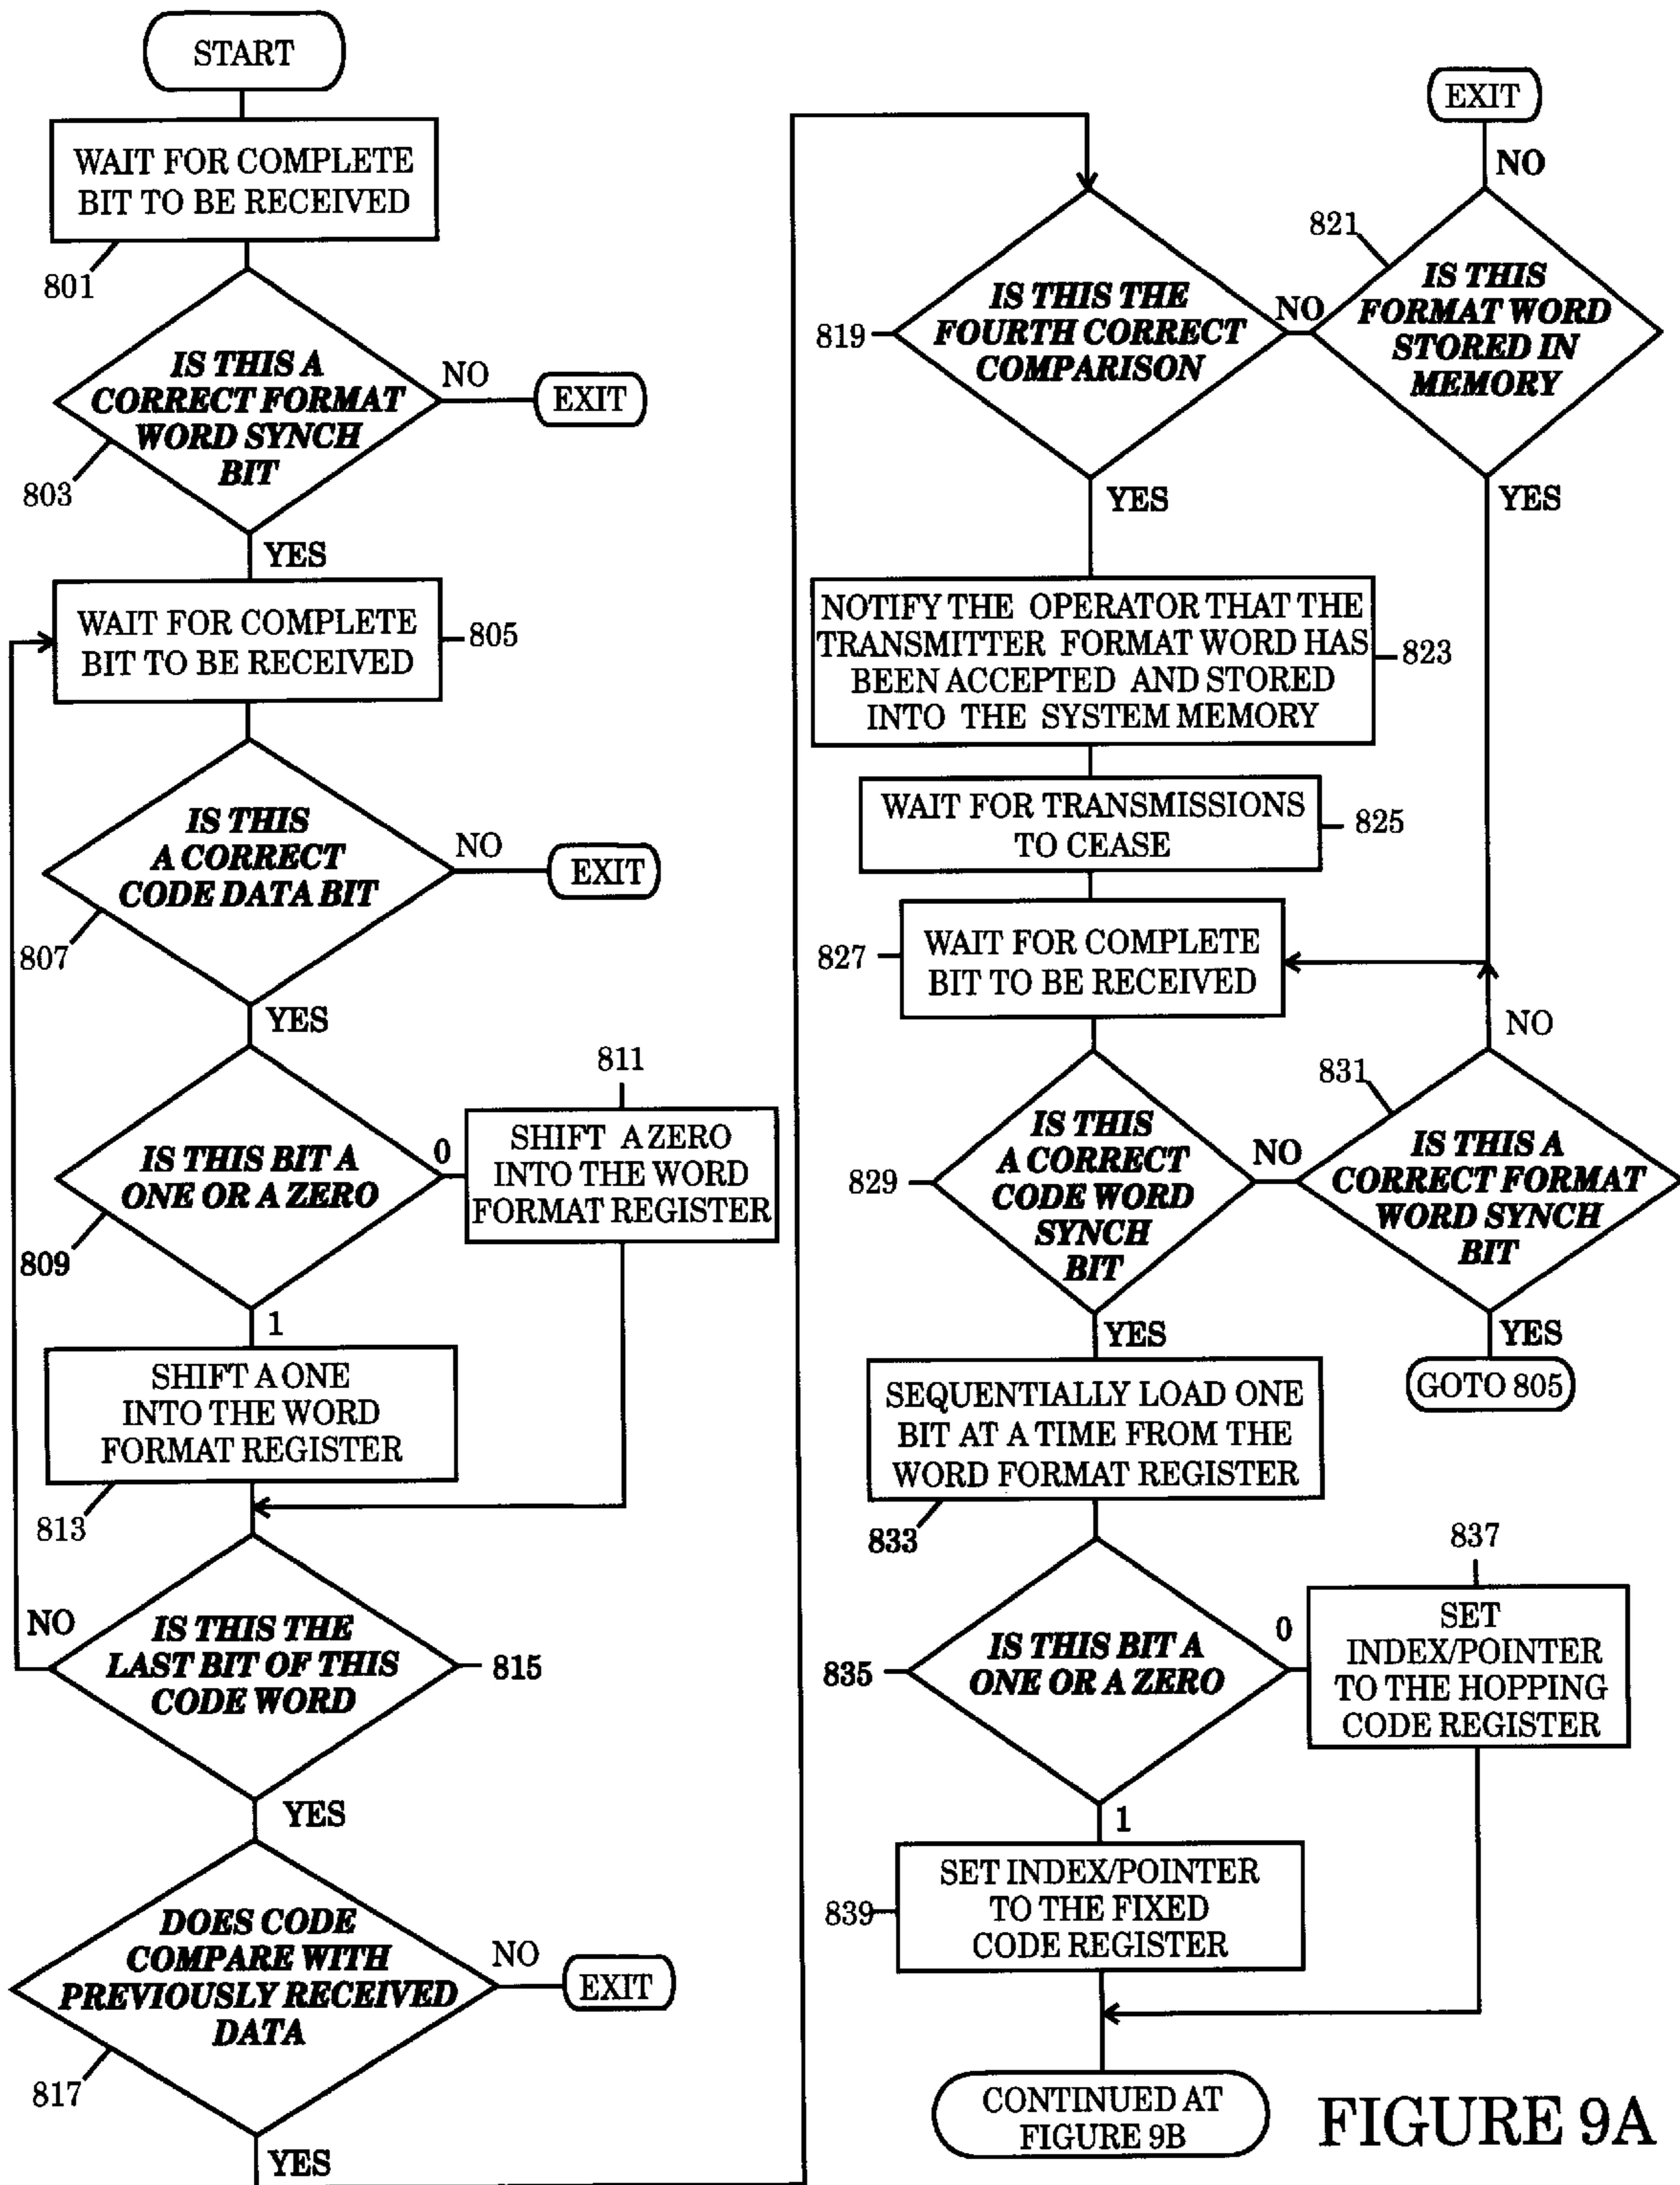 START
WAIT FOR COMPLETE
BIT TO BE RECEIVED
801
IS THIS A
CORRECT FORMAT
WORD SYNCH
BIT
NO
EXIT
803
YES
WAIT FOR COMPLETE
BIT TO BE RECEIVED
805
IS THIS
A CORRECT
CODE DATA BIT
NO
EXIT
807
YES
IS THIS BIT A
ONE OR A ZERO
0
811
SHIFT A ZERO
INTO THE WORD
FORMAT REGISTER
809
1
SHIFT A ONE
INTO THE WORD
FORMAT REGISTER
813
NO
IS THIS THE
LAST BIT OF THIS
CODE WORD
815
YES
DOES CODE
COMPARE WITH
PREVIOUSLY RECEIVED
DATA
NO
EXIT
817
YES
819
IS THIS THE
FOURTH CORRECT
COMPARISON
NO
EXIT
NO
821
IS THIS
FORMAT WORD
STORED IN
MEMORY
YES
YES
NOTIFY THE OPERATOR THAT THE
TRANSMITTER FORMAT WORD HAS
BEEN ACCEPTED AND STORED
INTO THE SYSTEM MEMORY
823
WAIT FOR TRANSMISSIONS
TO CEASE
825
827
WAIT FOR COMPLETE
BIT TO BE RECEIVED
829
IS THIS
A CORRECT
CODE WORD
SYNCH
BIT
NO
NO
831
IS THIS A
CORRECT FORMAT
WORD SYNCH
BIT
YES
GOTO 805
YES
SEQUENTIALLY LOAD ONE
BIT AT A TIME FROM THE
WORD FORMAT REGISTER
833
835
IS THIS BIT A
ONE OR A ZERO
0
837
SET
INDEX/POINTER
TO THE HOPPING
CODE REGISTER
1
839
SET INDEX/POINTER
TO THE FIXED
CODE REGISTER
CONTINUED AT
FIGURE 9B
FIGURE 9A